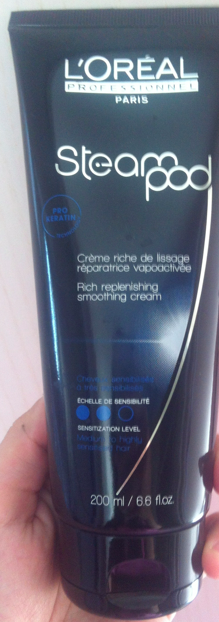 L'ORÉAL
PROFESSIONNEL
PARIS
Steam
pod
PRO
KERATIN
Crème riche de lissage
réparatrice vapoactivée
Rich replenishing
smoothing cream
ÉCHELLE DE SENSIBILITÉ
SENSITIZATION LEVEL
200 ml / 6.6 fl.oz.